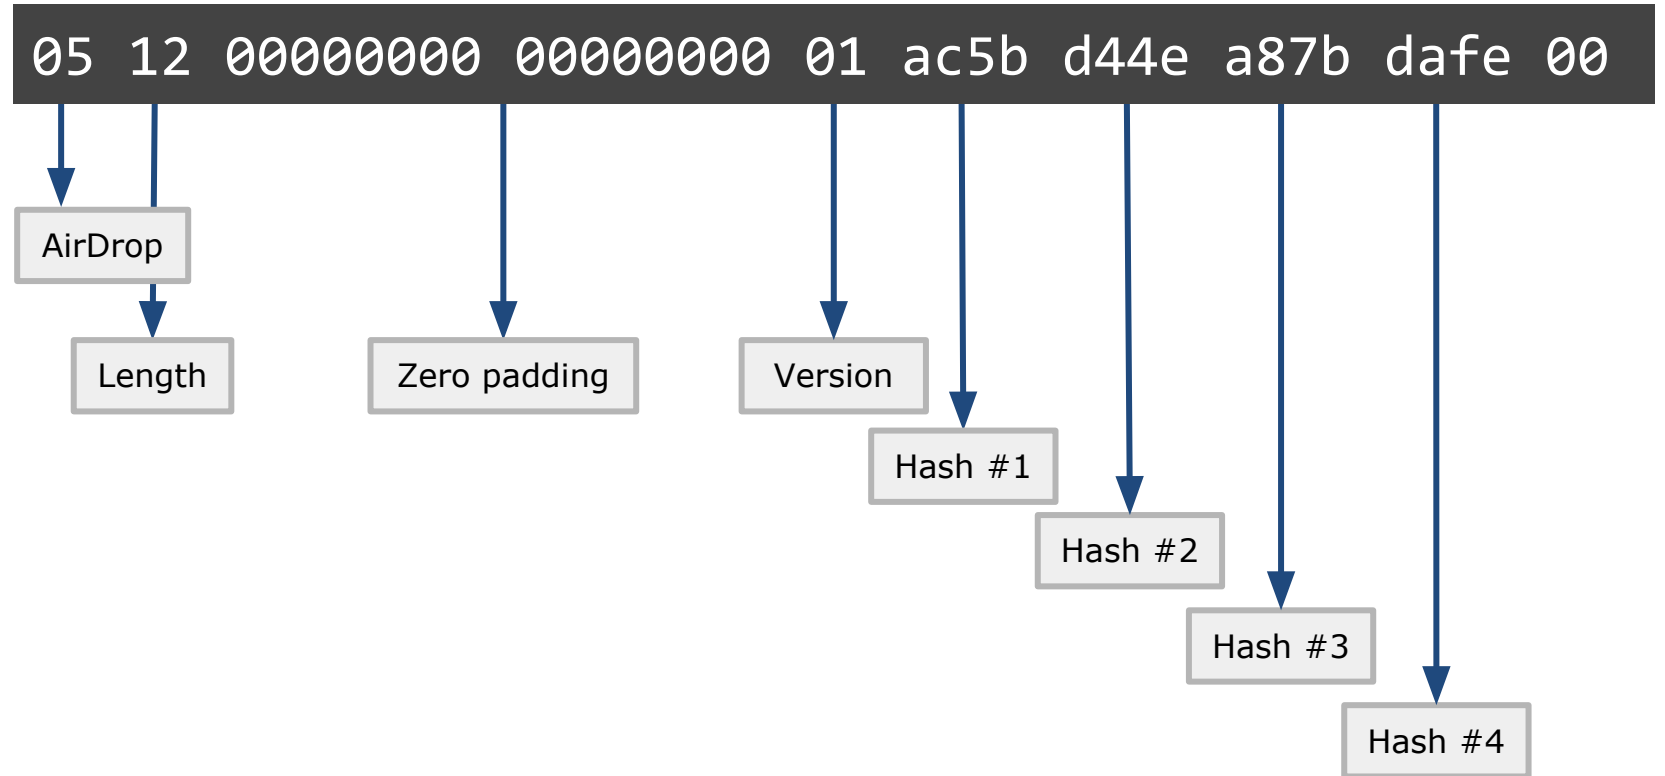 05 12 00000000 00000000 01 ac5b d44e a87b dafe 00
AirDrop
Length
Zero padding
Version
Hash #1
Hash #2
Hash #3
Hash #4